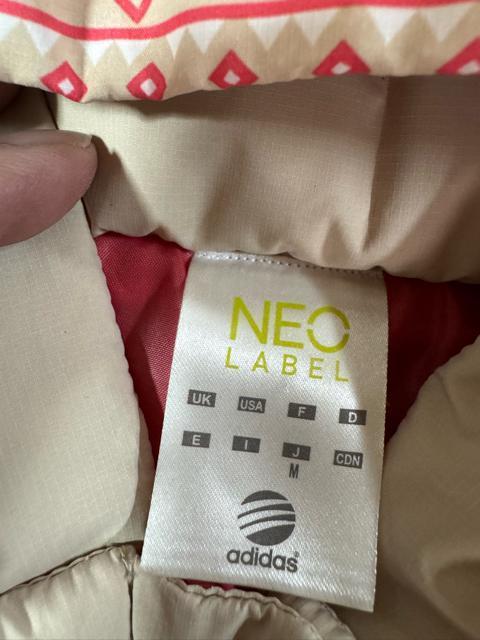 NEO
LABEL
UK USA F D
E I J CDN
M
adidas